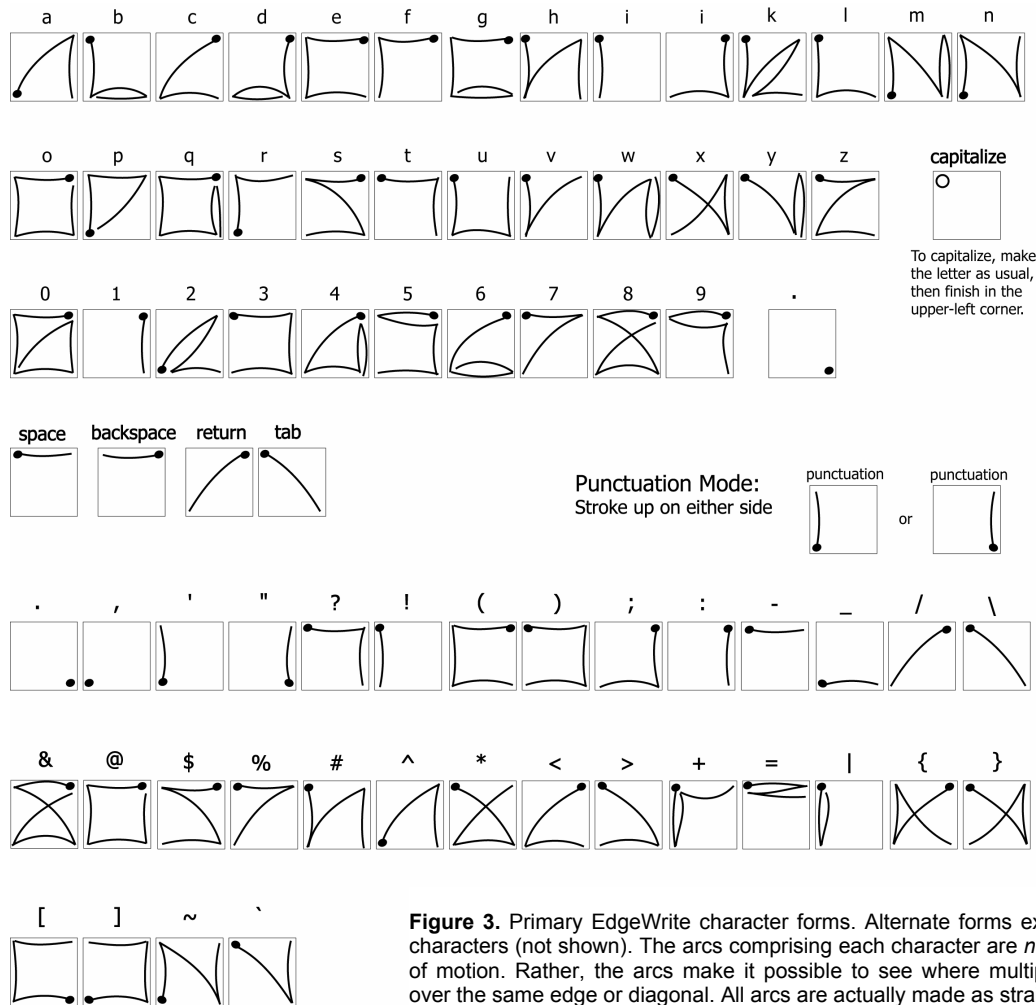 a b c d e f g h i i k l m n
o p q r s t u v w x y z capitalize
To capitalize, make
the letter as usual,
then finish in the
upper-left corner.
0 1 2 3 4 5 6 7 8 9 .
space backspace return tab
Punctuation Mode:
Stroke up on either side
punctuation or punctuation
. , ' " ? ! ( ) ; : - _ / \
& @ $ % # ^ * < > + = | { }
[ ] ~ `
Figure 3. Primary EdgeWrite character forms. Alternate forms ex
characters (not shown). The arcs comprising each character are n
of motion. Rather, the arcs make it possible to see where multip
over the same edge or diagonal. All arcs are actually made as stra